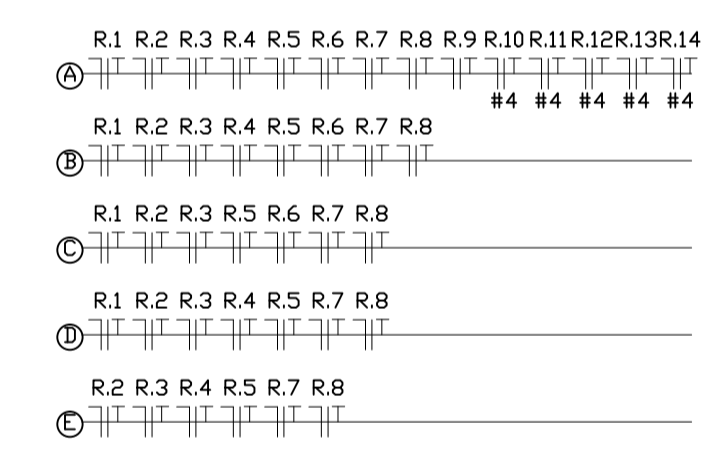 R.1 R.2 R.3 R.4 R.5 R.6 R.7 R.8 R.9 R.10 R.11 R.12 R.13 R.14
A
#4 #4 #4 #4 #4
R.1 R.2 R.3 R.4 R.5 R.6 R.7 R.8
B
R.1 R.2 R.3 R.5 R.6 R.7 R.8
C
R.1 R.2 R.3 R.4 R.5 R.7 R.8
D
R.2 R.3 R.4 R.5 R.7 R.8
E